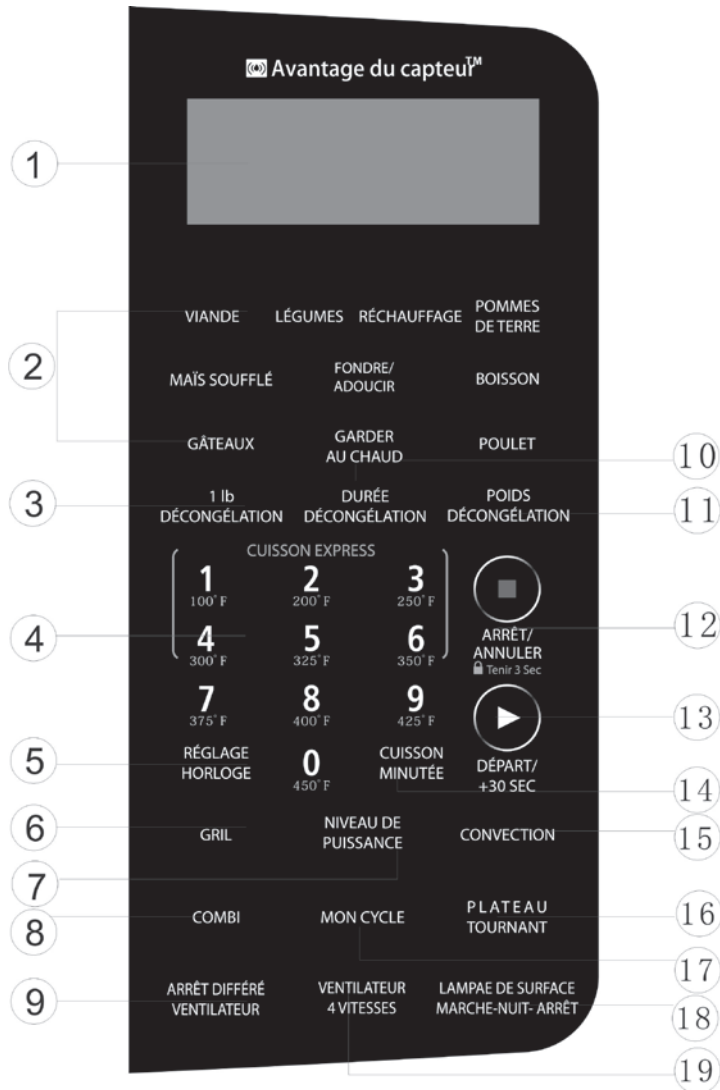 Avantage du capteur™
1
VIANDE LÉGUMES RÉCHAUFFAGE POMMES
DE TERRE
2
MAÏS SOUFFLÉ FONDRE/
ADOUCIR BOISSON
GÂTEAUX GARDER
AU CHAUD POULET
10
3
1 lb
DÉCONGÉLATION DURÉE
DÉCONGÉLATION POIDS
DÉCONGÉLATION
11
CUISSON EXPRESS
1 2 3
100°F 200°F 250°F
4
4 5 6
300°F 325°F 350°F
ARRÊT/
ANNULER
Tenir 3 Sec
12
7 8 9
375°F 400°F 425°F
13
5
RÉGLAGE
HORLOGE
0
450°F
CUISSON
MINUTÉE
DÉPART/
+30 SEC
14
6
GRIL NIVEAU DE
PUISSANCE CONVECTION
15
7
8
COMBI MON CYCLE PLATEAU
TOURNANT
16
17
9
ARRÊT DIFFÉRÉ
VENTILATEUR
VENTILATEUR
4 VITESSES
LAMPAE DE SURFACE
MARCHE-NUIT- ARRÊT
18
19